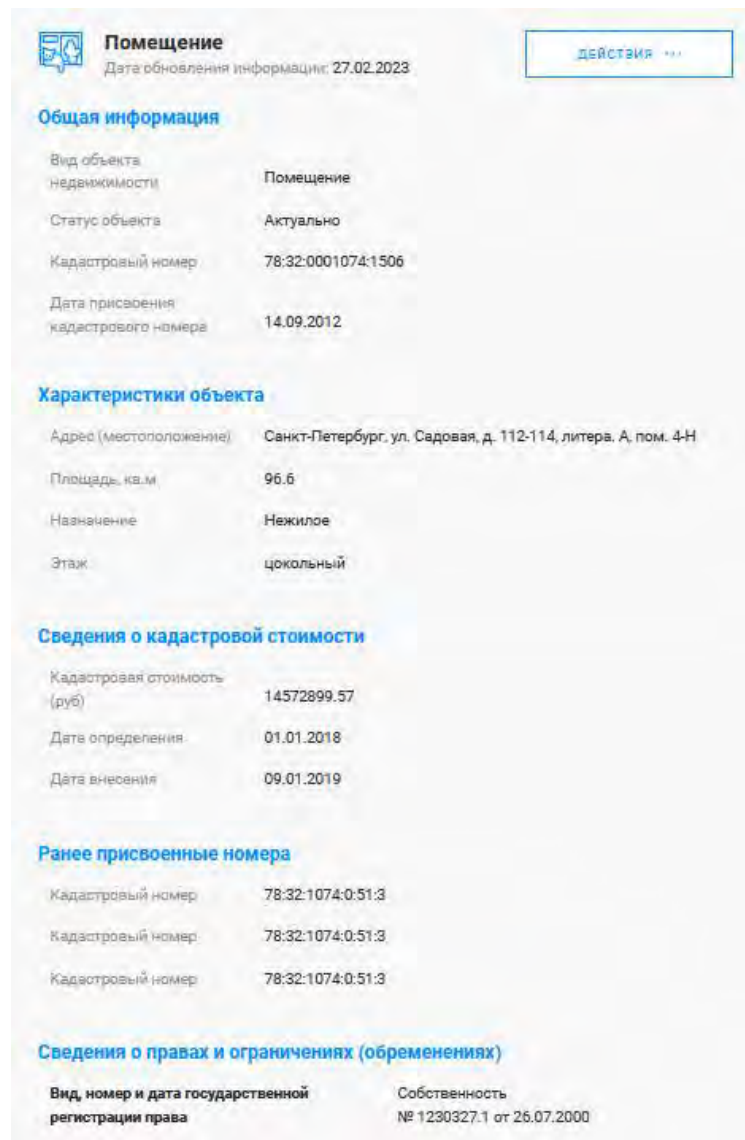 Помещение
Дата обновления информации: 27.02.2023
ДЕЙСТВИЯ ···
Общая информация
Вид объекта
недвижимости
Помещение
Статус объекта
Актуально
Кадастровый номер
78:32:0001074:1506
Дата присвоения
кадастрового номера
14.09.2012
Характеристики объекта
Адрес (местоположение)
Санкт-Петербург, ул. Садовая, д. 112-114, литера. А, пом. 4-Н
Площадь, кв.м
96.6
Назначение
Нежилое
Этаж
цокольный
Сведения о кадастровой стоимости
Кадастровая стоимость
(руб)
14572899.57
Дата определения
01.01.2018
Дата внесения
09.01.2019
Ранее присвоенные номера
Кадастровый номер
78:32:1074:0:51:3
Кадастровый номер
78:32:1074:0:51:3
Кадастровый номер
78:32:1074:0:51:3
Сведения о правах и ограничениях (обременениях)
Вид, номер и дата государственной
регистрации права
Собственность
№ 1230327.1 от 26.07.2000